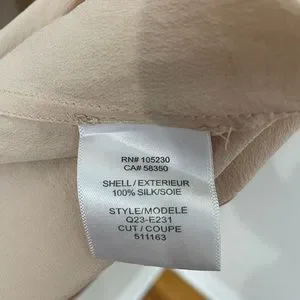 RN# 105230
CA# 58350
SHELL / EXTERIEUR
100% SILK/SOIE
STYLE/MODELE
Q23-E231
CUT / COUPE
511163